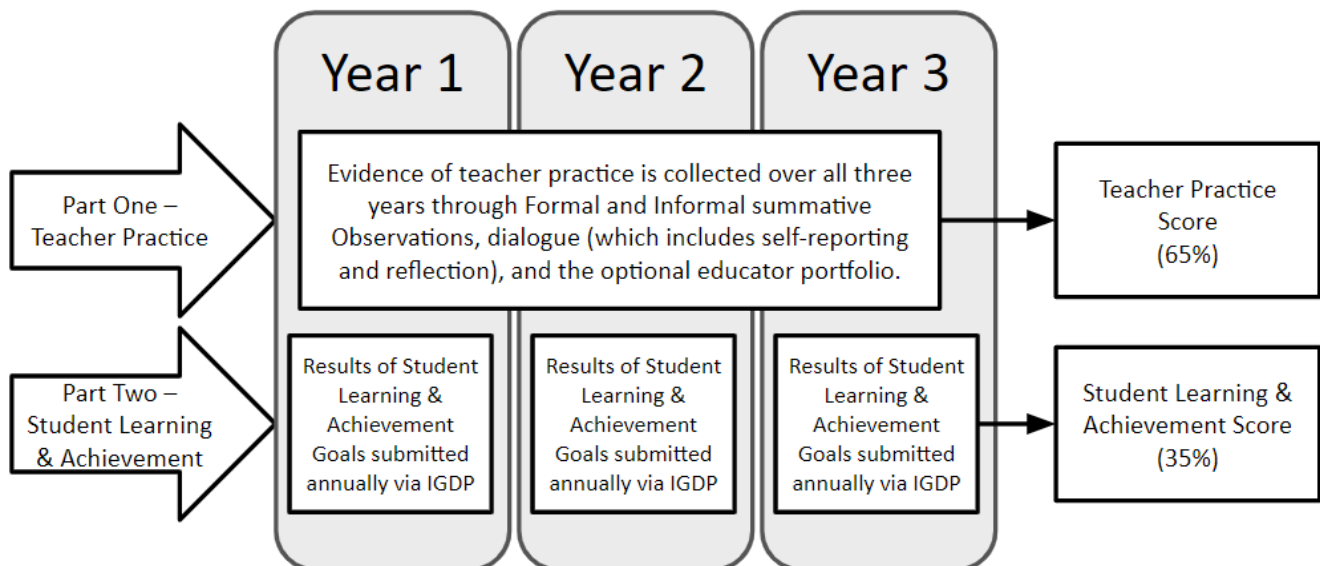 Year 1
Year 2
Year 3
Part One –
Teacher Practice
Evidence of teacher practice is collected over all three
years through Formal and Informal summative
Observations, dialogue (which includes self-reporting
and reflection), and the optional educator portfolio.
Teacher Practice
Score
(65%)
Part Two –
Student Learning
& Achievement
Results of Student
Learning &
Achievement
Goals submitted
annually via IGDP
Results of Student
Learning &
Achievement
Goals submitted
annually via IGDP
Results of Student
Learning &
Achievement
Goals submitted
annually via IGDP
Student Learning &
Achievement Score
(35%)